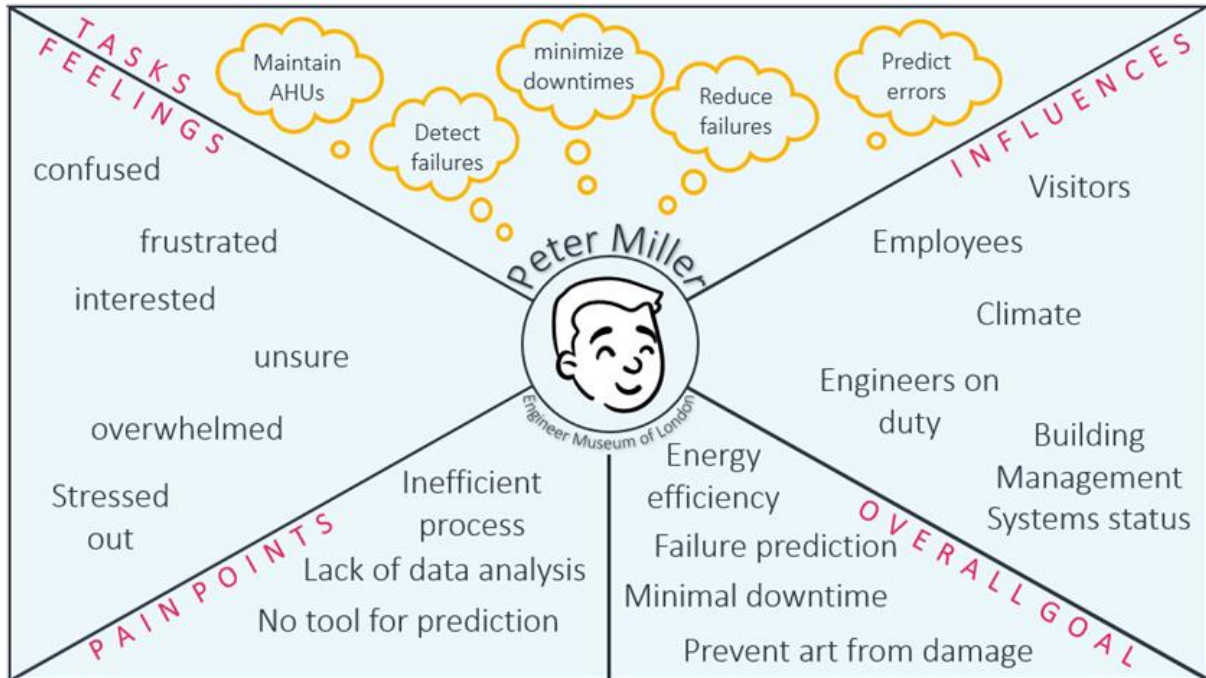 TASKS
Maintain
AHUs
Detect
failures
minimize
downtimes
Reduce
failures
Predict
errors
FEELINGS
confused
frustrated
interested
unsure
overwhelmed
Stressed
out
Peter Miller
Engineer Museum of London
INFLUENCES
Visitors
Employees
Climate
Engineers on
duty
Building
Management
Systems status
PAIN POINTS
Inefficient
process
Lack of data analysis
No tool for prediction
OVERALL GOAL
Energy
efficiency
Failure prediction
Minimal downtime
Prevent art from damage